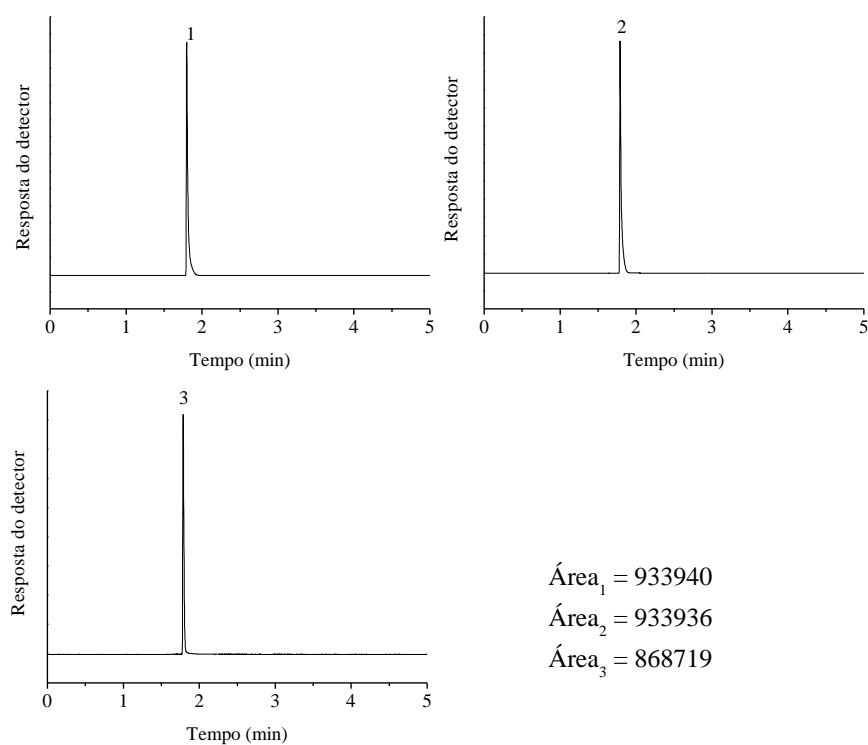 1
Resposta do detector
0 1 2 3 4 5
Tempo (min)
2
Resposta do detector
0 1 2 3 4 5
Tempo (min)
3
Resposta do detector
0 1 2 3 4 5
Tempo (min)
Área₁ = 933940
Área₂ = 933936
Área₃ = 868719